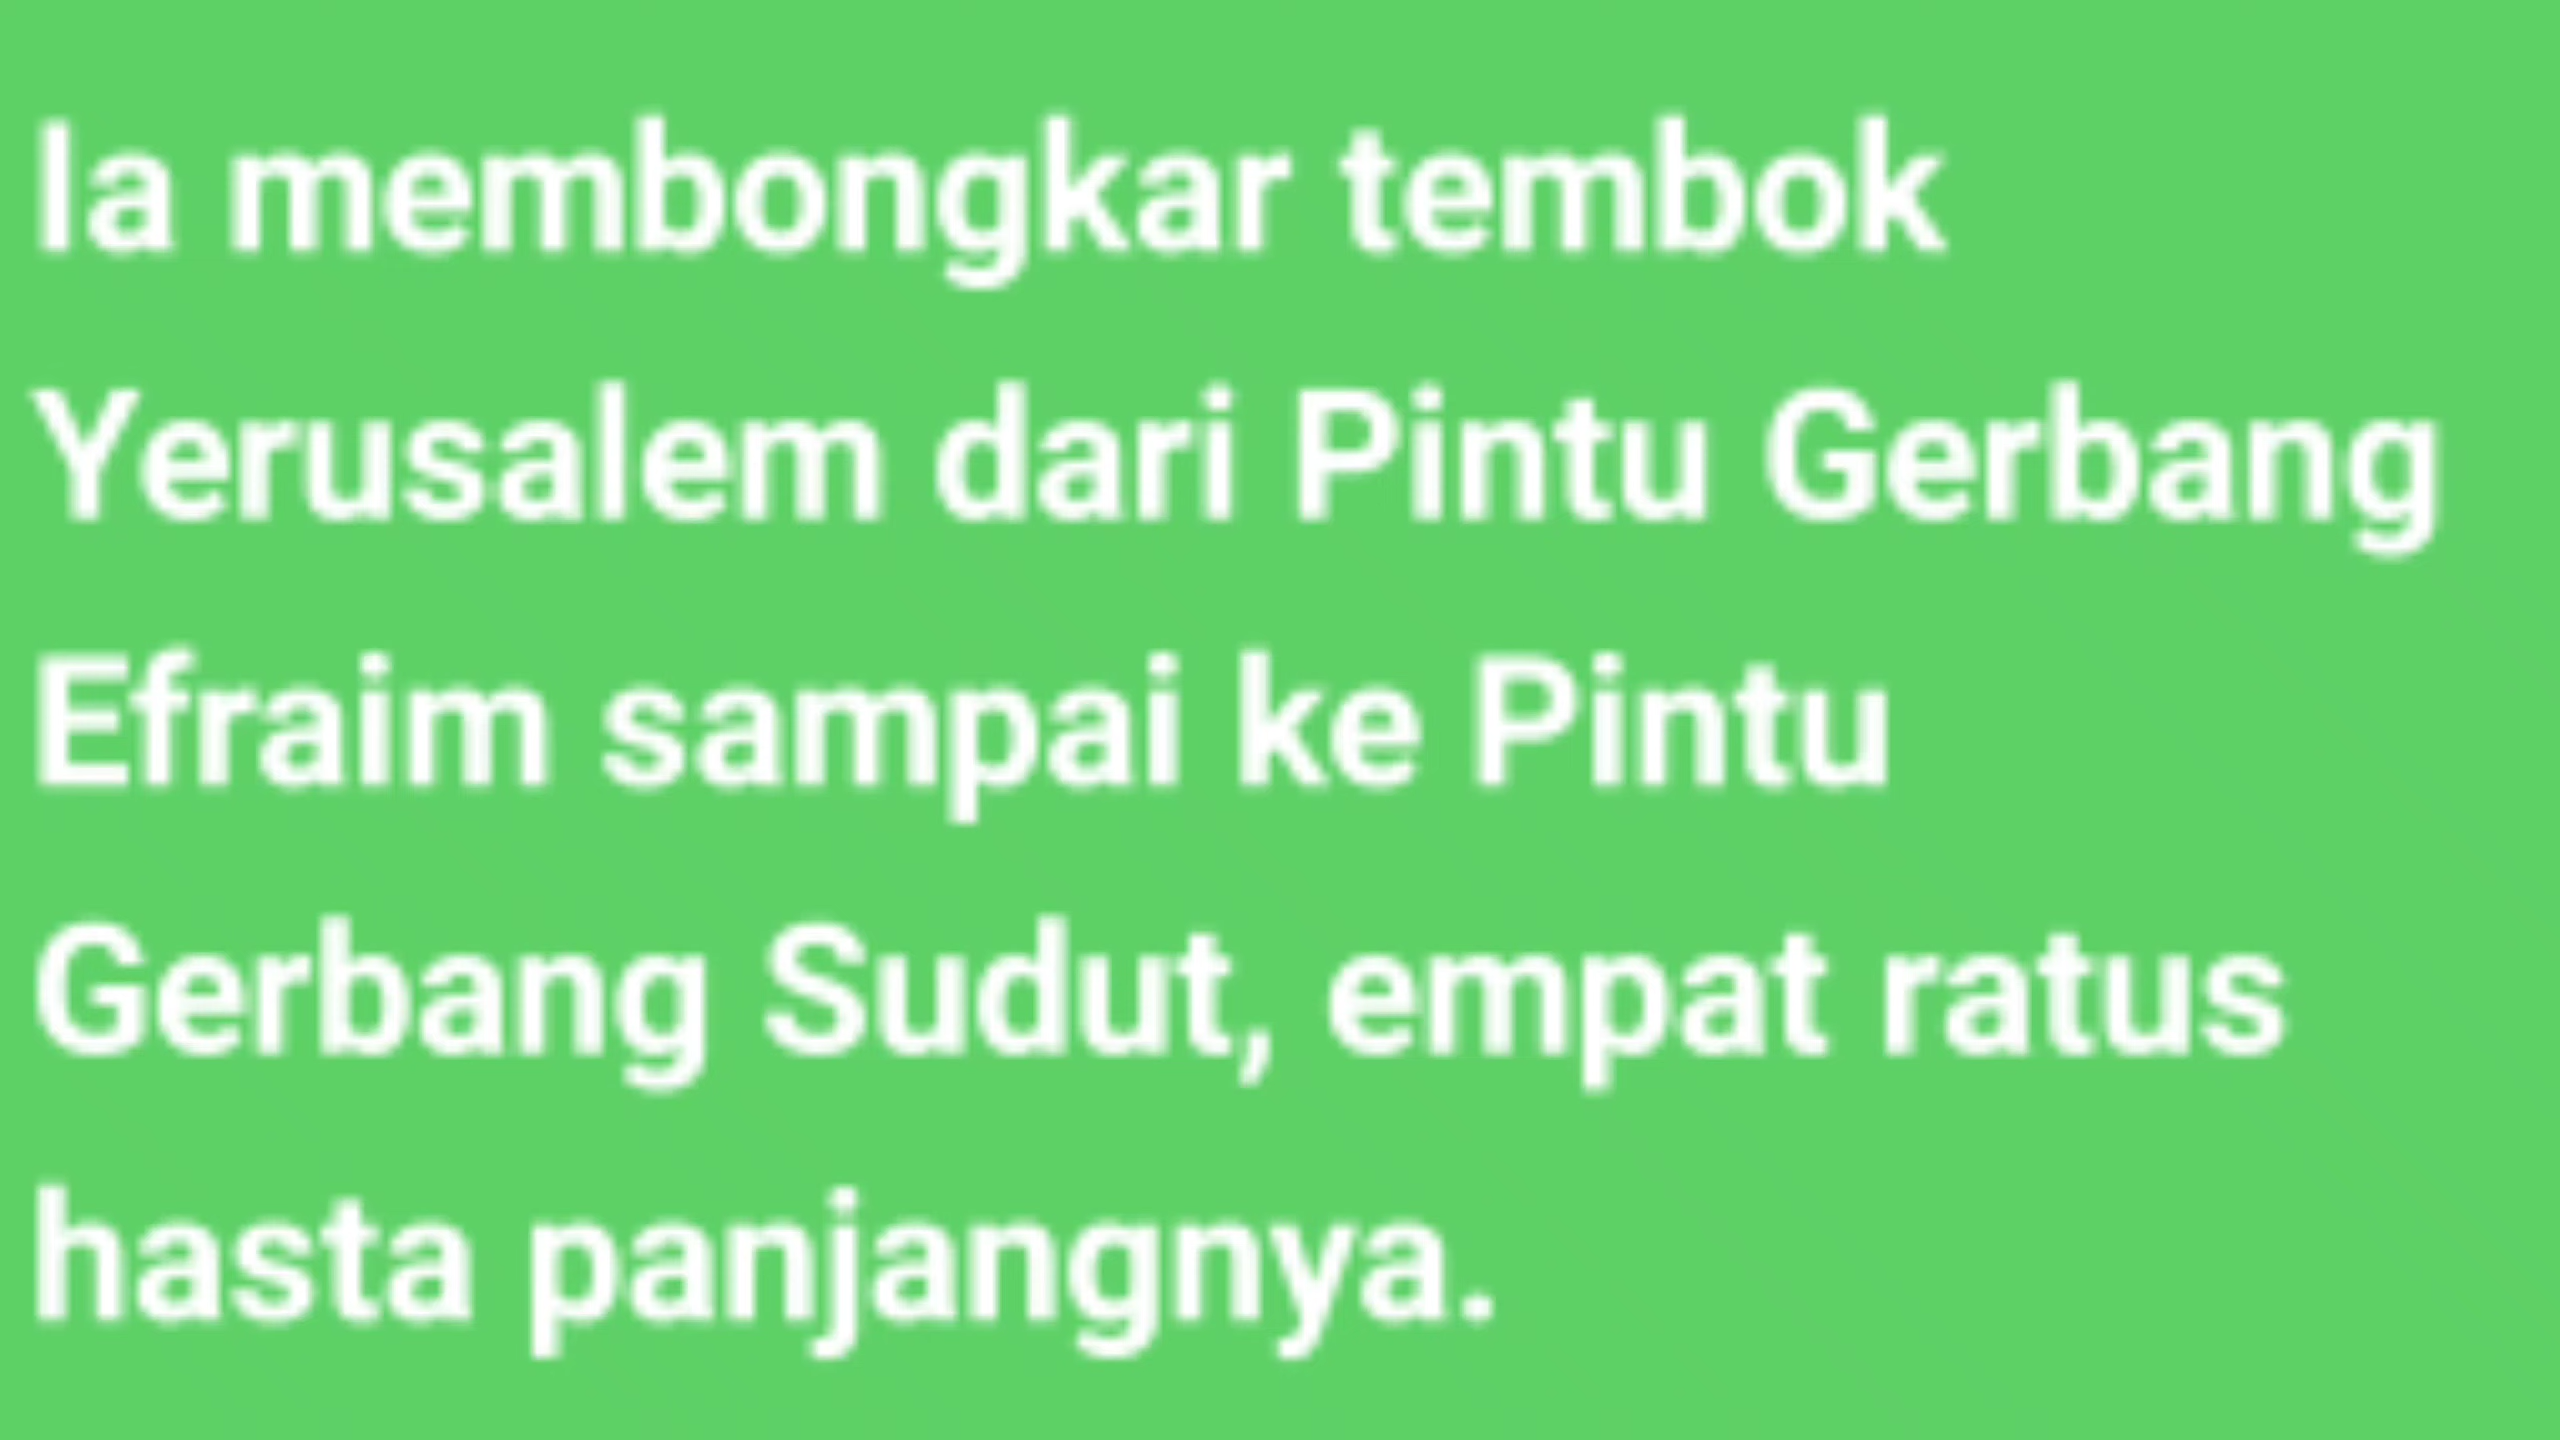 Ia membongkar tembok
Yerusalem dari Pintu Gerbang
Efraim sampai ke Pintu
Gerbang Sudut, empat ratus
hasta panjangnya.